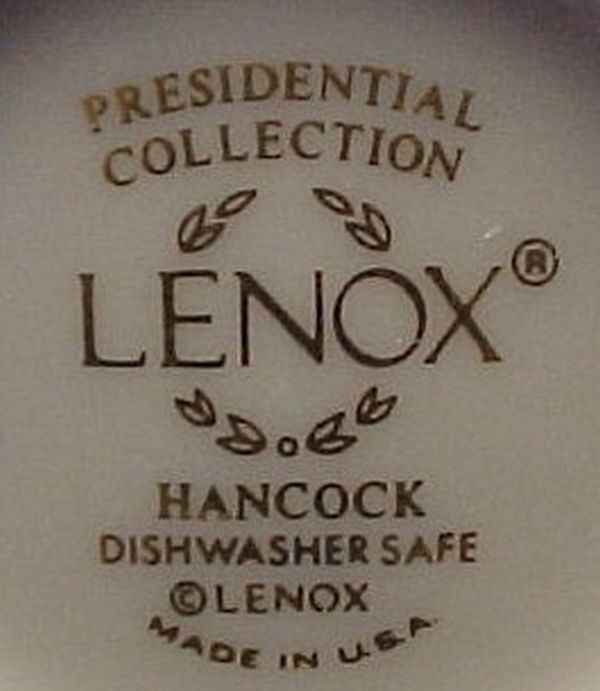 PRESIDENTIAL
COLLECTION
LENOX®
HANCOCK
DISHWASHER SAFE
©LENOX
MADE IN U.S.A.